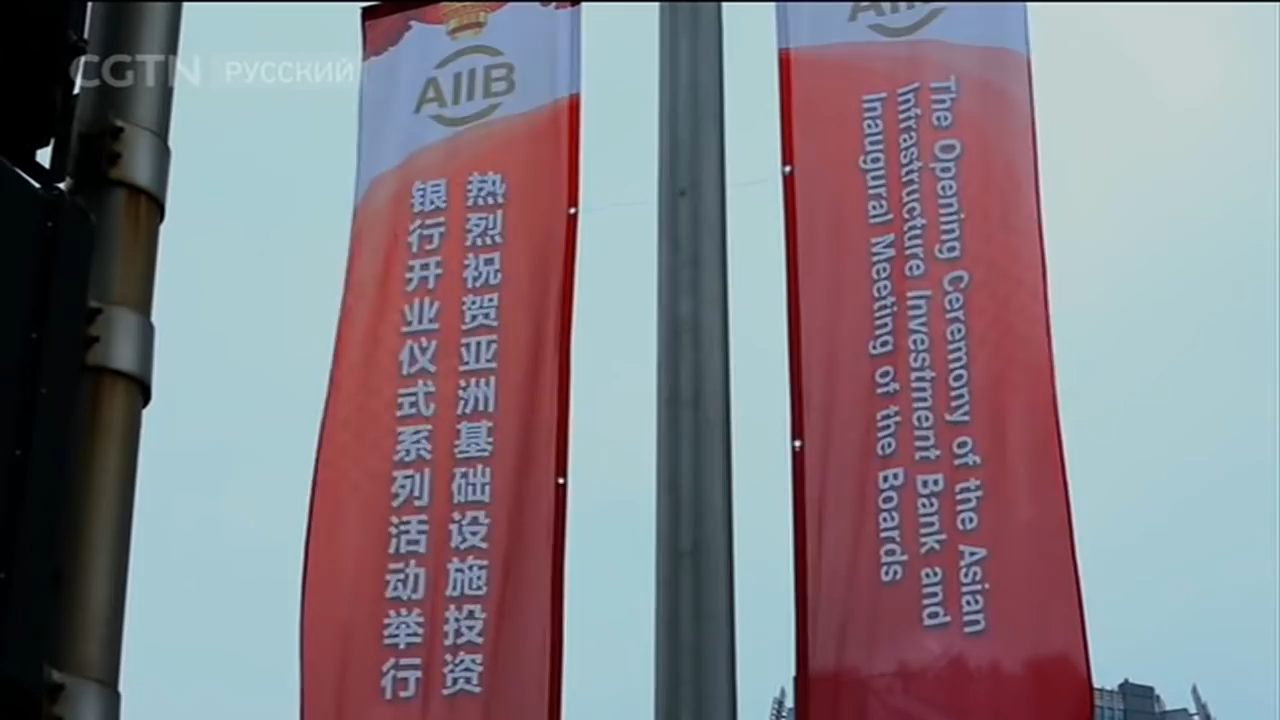 CGTN РУССКИЙ
AIIB
热烈祝贺亚洲基础设施投资
银行开业仪式系列活动举行
AIIB
The Opening Ceremony of the Asian
Infrastructure Investment Bank and
Inaugural Meeting of the Boards